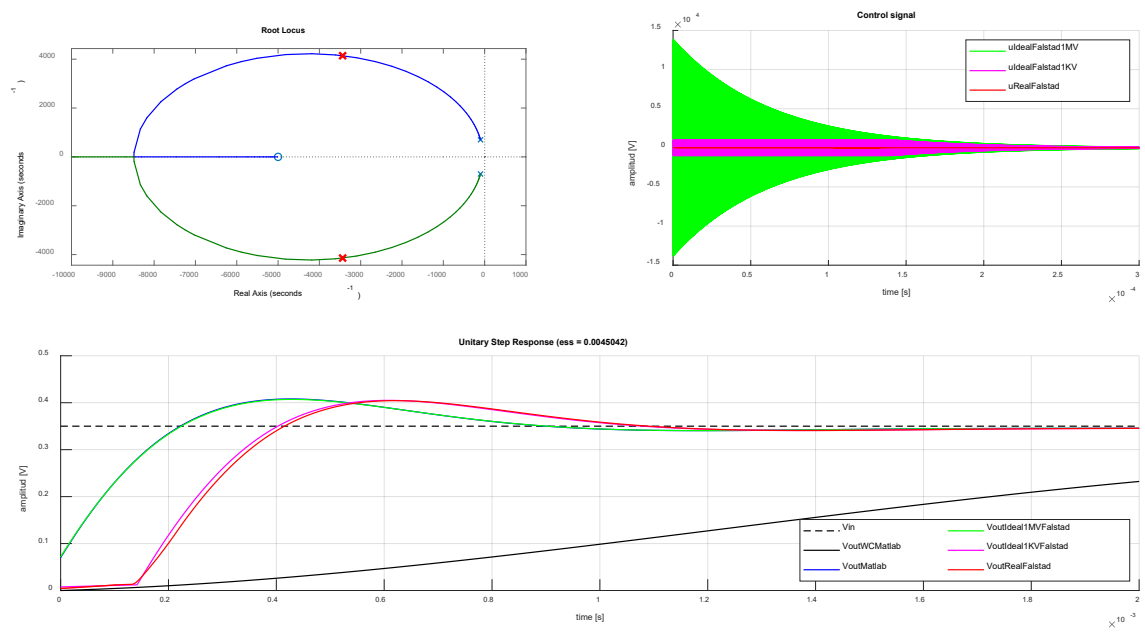 Root Locus
4000
2000
0
-2000
-4000
Imaginary Axis (seconds
-1
)
-10000 -9000 -8000 -7000 -6000 -5000 -4000 -3000 -2000 -1000 0 1000
Real Axis (seconds
-1
)
Control signal
× 10 4
1.5
1
0.5
0
-0.5
-1
-1.5
amplitud [V]
uIdealFalstad1MV
uIdealFalstad1KV
uRealFalstad
0 0.5 1 1.5 2 2.5 3
time [s]
× 10 -4
Unitary Step Response (ess = 0.0045042)
0.5
0.4
0.3
0.2
0.1
0
amplitud [V]
Vin
VoutWCMatlab
VoutMatlab
VoutIdeal1MVFalstad
VoutIdeal1KVFalstad
VoutRealFalstad
0 0.2 0.4 0.6 0.8 1 1.2 1.4 1.6 1.8 2
time [s]
× 10 -3